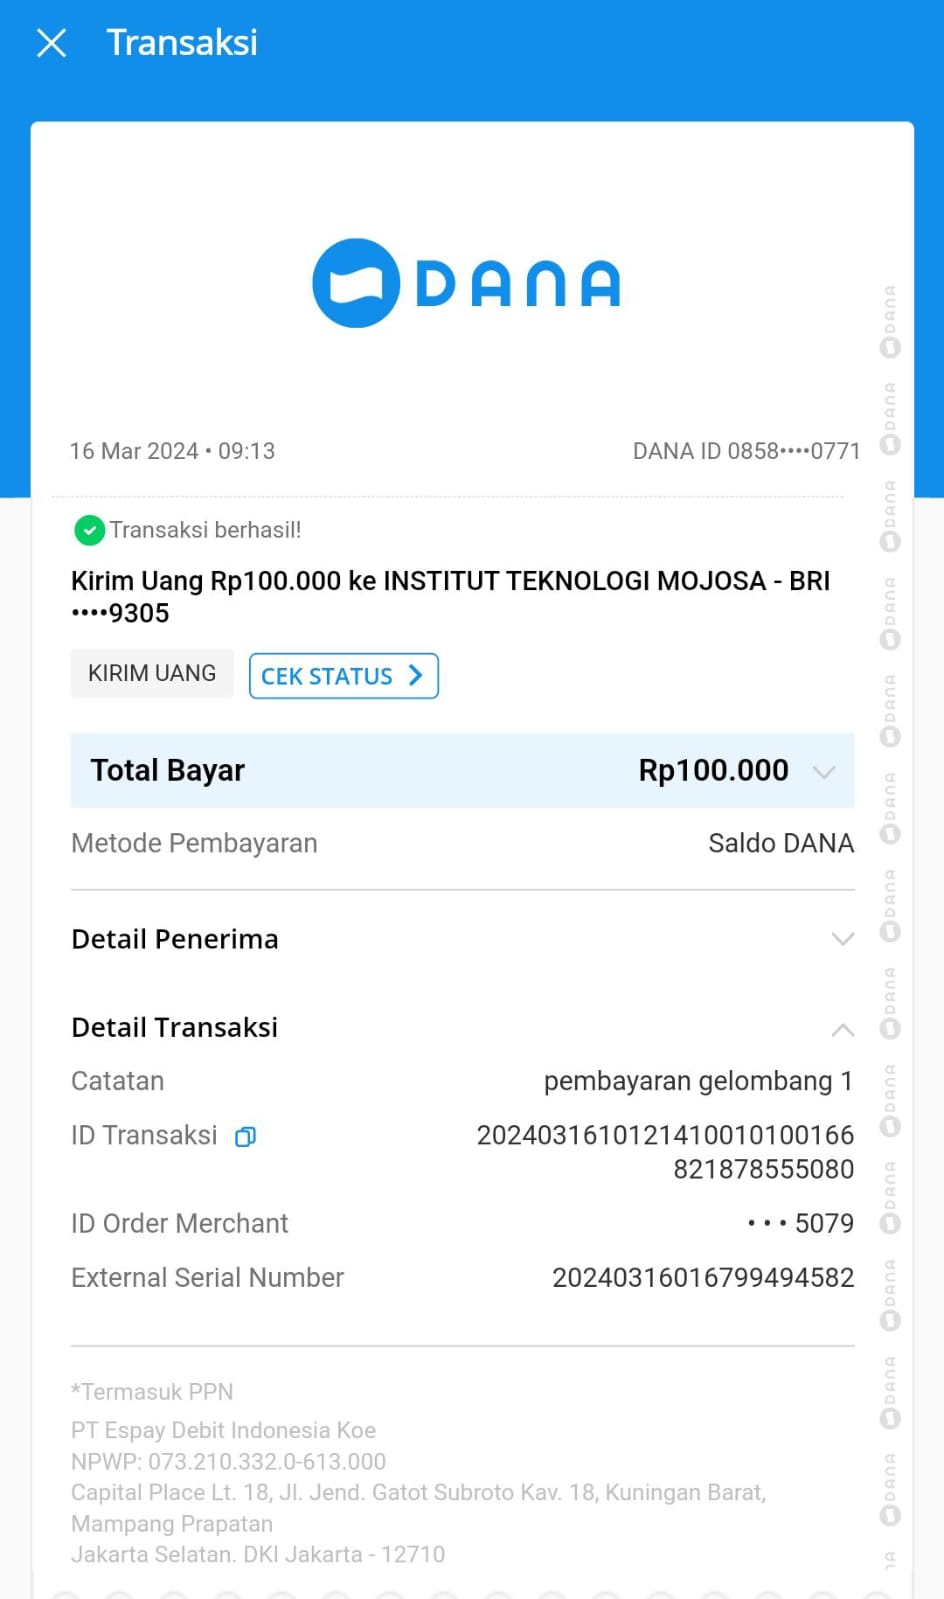 Transaksi
DANA
16 Mar 2024 • 09:13
DANA ID 0858••••0771
Transaksi berhasil!
Kirim Uang Rp100.000 ke INSTITUT TEKNOLOGI MOJOSA - BRI
••••9305
KIRIM UANG
CEK STATUS
Total Bayar Rp100.000
Metode Pembayaran Saldo DANA
Detail Penerima
Detail Transaksi
Catatan pembayaran gelombang 1
ID Transaksi 2024031610121410010100166
821878555080
ID Order Merchant • • • 5079
External Serial Number 20240316016799494582
*Termasuk PPN
PT Espay Debit Indonesia Koe
NPWP: 073.210.332.0-613.000
Capital Place Lt. 18, Jl. Jend. Gatot Subroto Kav. 18, Kuningan Barat,
Mampang Prapatan
Jakarta Selatan. DKI Jakarta - 12710
DANA
DANA
DANA
DANA
DANA
DANA
DANA
DANA
DANA
DANA
DANA
DANA
DANA